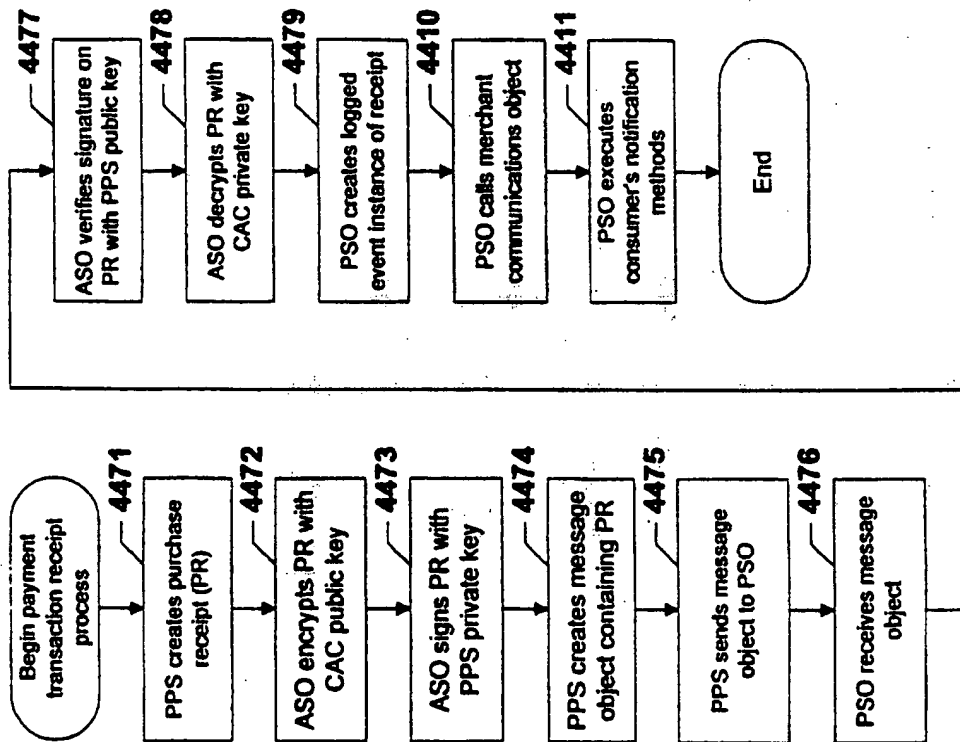 Begin payment
transaction receipt
process
4471
PPS creates purchase
receipt (PR)
4472
ASO encrypts PR with
CAC public key
4473
ASO signs PR with
PPS private key
4474
PPS creates message
object containing PR
4475
PPS sends message
object to PSO
4476
PSO receives message
object
4477
ASO verifies signature on
PR with PPS public key
4478
ASO decrypts PR with
CAC private key
4479
PSO creates logged
event instance of receipt
4410
PSO calls merchant
communications object
4411
PSO executes
consumer's notification
methods
End